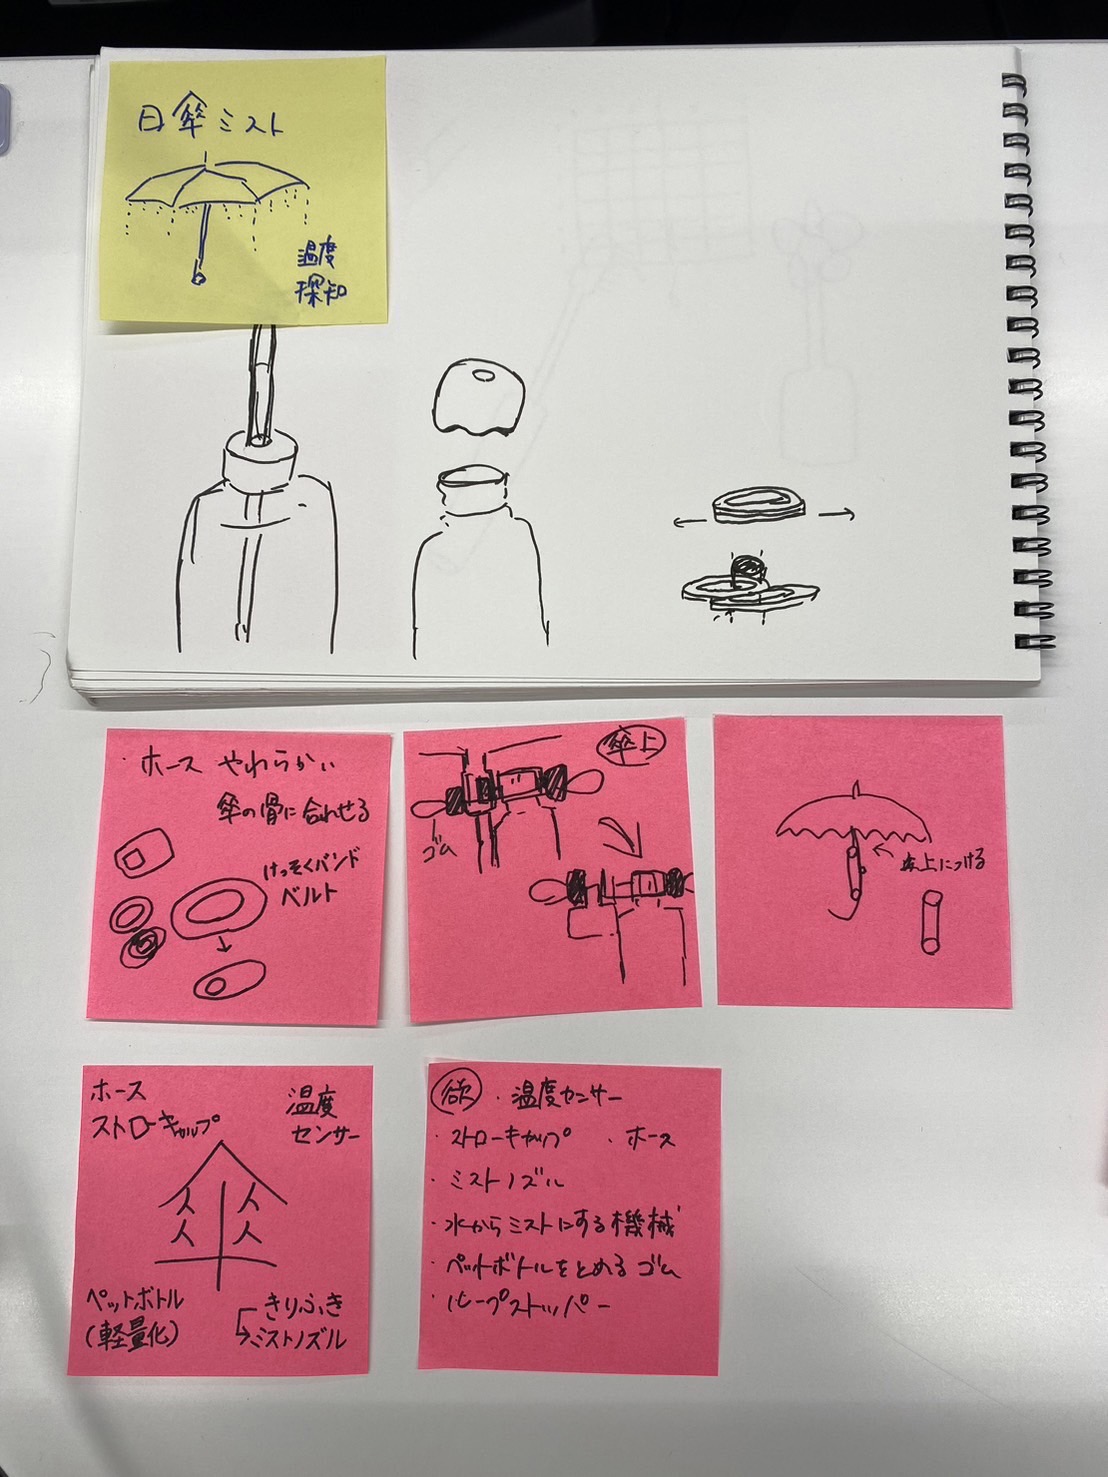 日傘ミスト
温度
探知
・ホース やわらかい
傘の骨に合わせる
けっそくバンド
ベルト
傘上
ゴム
上につける
ホース
ストローキャップ
温度
センサー
傘
ペットボトル
(軽量化)
きりふき
ミストノズル
欲
・温度センサー
・ストローキャップ ・ホース
・ミストノズル
・水からミストにする機械
・ペットボトルをとめるゴム
・ループストッパー